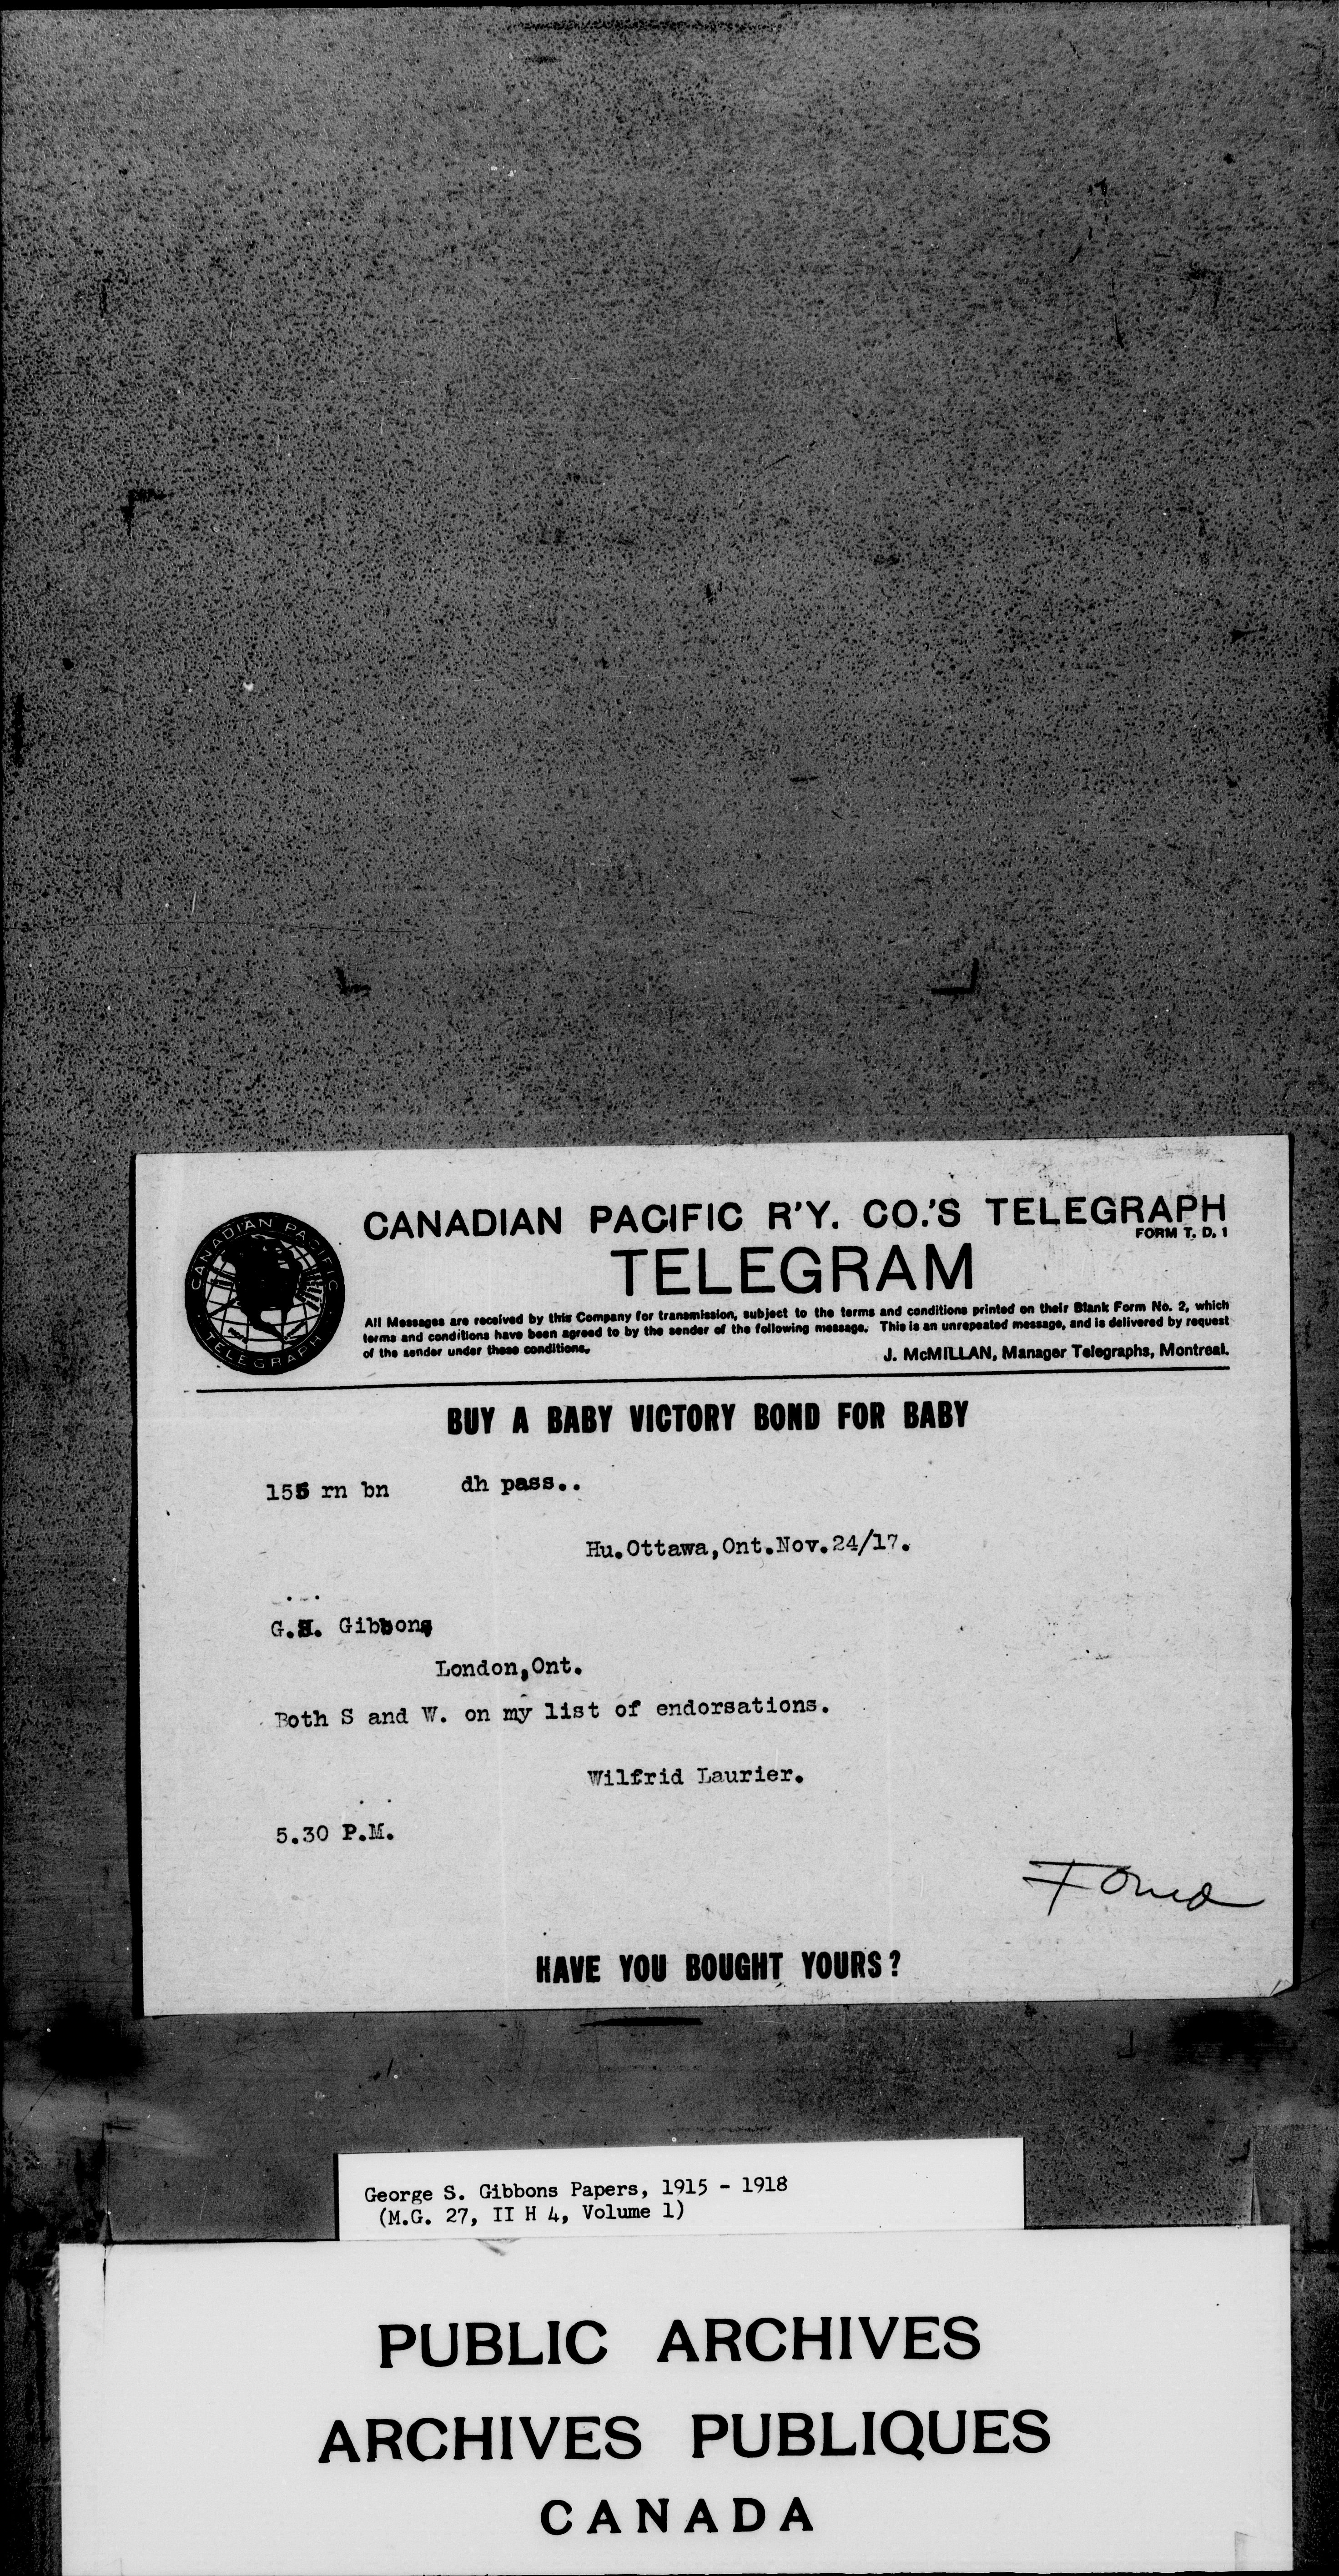 CANADIAN PACIFIC R'Y. CO.'S TELEGRAPH
FORM T. D. 1
TELEGRAM
CANADIAN PACIFIC
TELEGRAPH
All Messages are received by this Company for transmission, subject to the terms and conditions printed on their Blank Form No. 2, which
terms and conditions have been agreed to by the sender of the following message. This is an unrepeated message, and is delivered by request
of the sender under these conditions.
J. McMILLAN, Manager Telegraphs, Montreal.
BUY A BABY VICTORY BOND FOR BABY
155 rn bn dh pass..
Hu.Ottawa,Ont.Nov.24/17.
G.S. Gibbons
London,Ont.
Both S and W. on my list of endorsations.
Wilfrid Laurier.
5.30 P.M.
HAVE YOU BOUGHT YOURS?
George S. Gibbons Papers, 1915 - 1918
(M.G. 27, II H 4, Volume 1)
PUBLIC ARCHIVES
ARCHIVES PUBLIQUES
CANADA